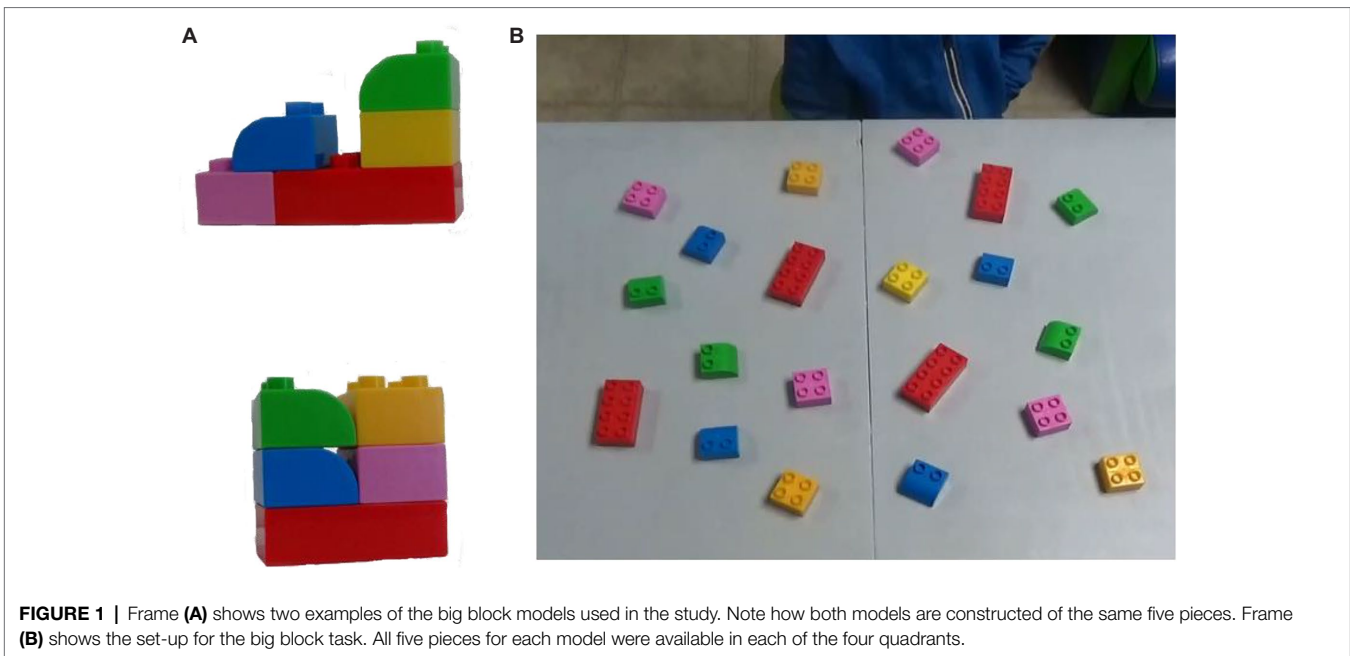 A
B
FIGURE 1 | Frame (A) shows two examples of the big block models used in the study. Note how both models are constructed of the same five pieces. Frame
(B) shows the set-up for the big block task. All five pieces for each model were available in each of the four quadrants.